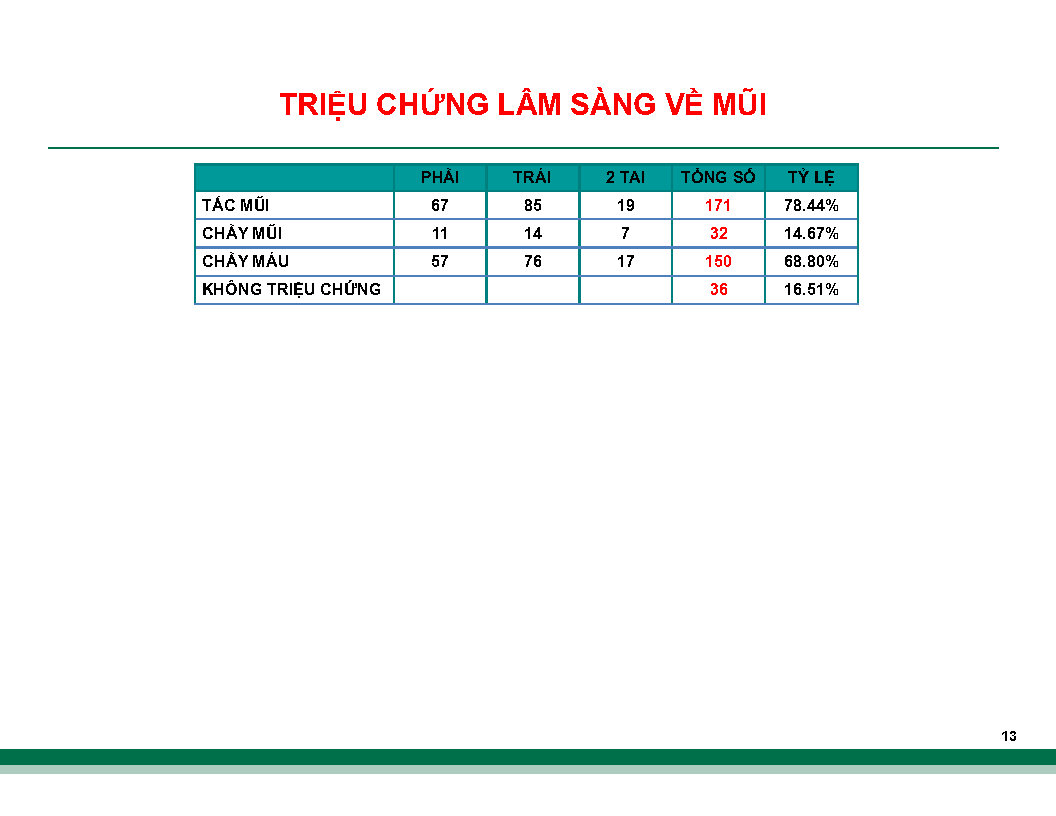 TRIỆU CHỨNG LÂM SÀNG VỀ MŨI
PHẢI TRÁI 2 TAI TỔNG SỐ TỶ LỆ
TẮC MŨI 67 85 19 171 78.44%
CHẢY MŨI 11 14 7 32 14.67%
CHẢY MÁU 57 76 17 150 68.80%
KHÔNG TRIỆU CHỨNG 36 16.51%
13